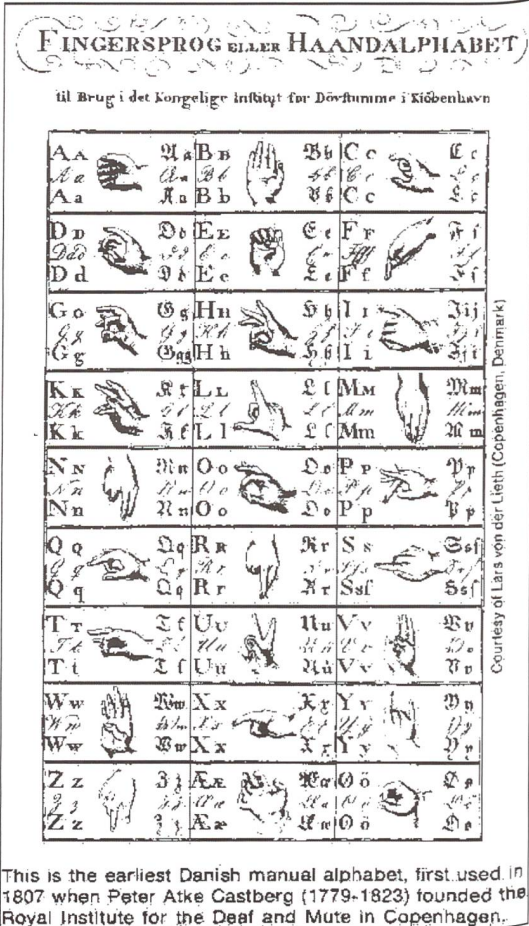 FINGERSPROG ELLER HAANDALPHABET
til Brug i det Kongelige Institut for Dövstumme i Kiöbenhavn
A A A a B B B b C c C c
A a A a B b b b C c C c
A a A a B b B b C c C c
D D D d E E E e F F F f
D d E e F f
D d D d E e E e F f F f
G G G g H H H h I I I i j
G g G g H h I i
G g G g g H h H h I i I i
K K K k L L L l M M M m
K k L l M m M m
K k K k L l L l M m M m
N N N n O o O o P P P p
N n O o P p
N n N n O o O o P p P p
Q q Q q R R R r S s S s ſ
Q q R r
Q q Q q R r R r S s ſ S s ſ
T T T t U U U u V v V v
U u
T t T t U u U u V v V v
W w W w X x X x Y Y Y y
W w X x Y y
W w W w X x X x Y y Y y
Z z Z z Æ æ Æ æ Ö ö Ø ø
Z z
Z z Z z Æ æ Æ æ Ö ö Ø ø
Courtesy of Lars von der Lieth (Copenhagen, Denmark)
This is the earliest Danish manual alphabet, first used in
1807 when Peter Atke Castberg (1779-1823) founded the
Royal Institute for the Deaf and Mute in Copenhagen.